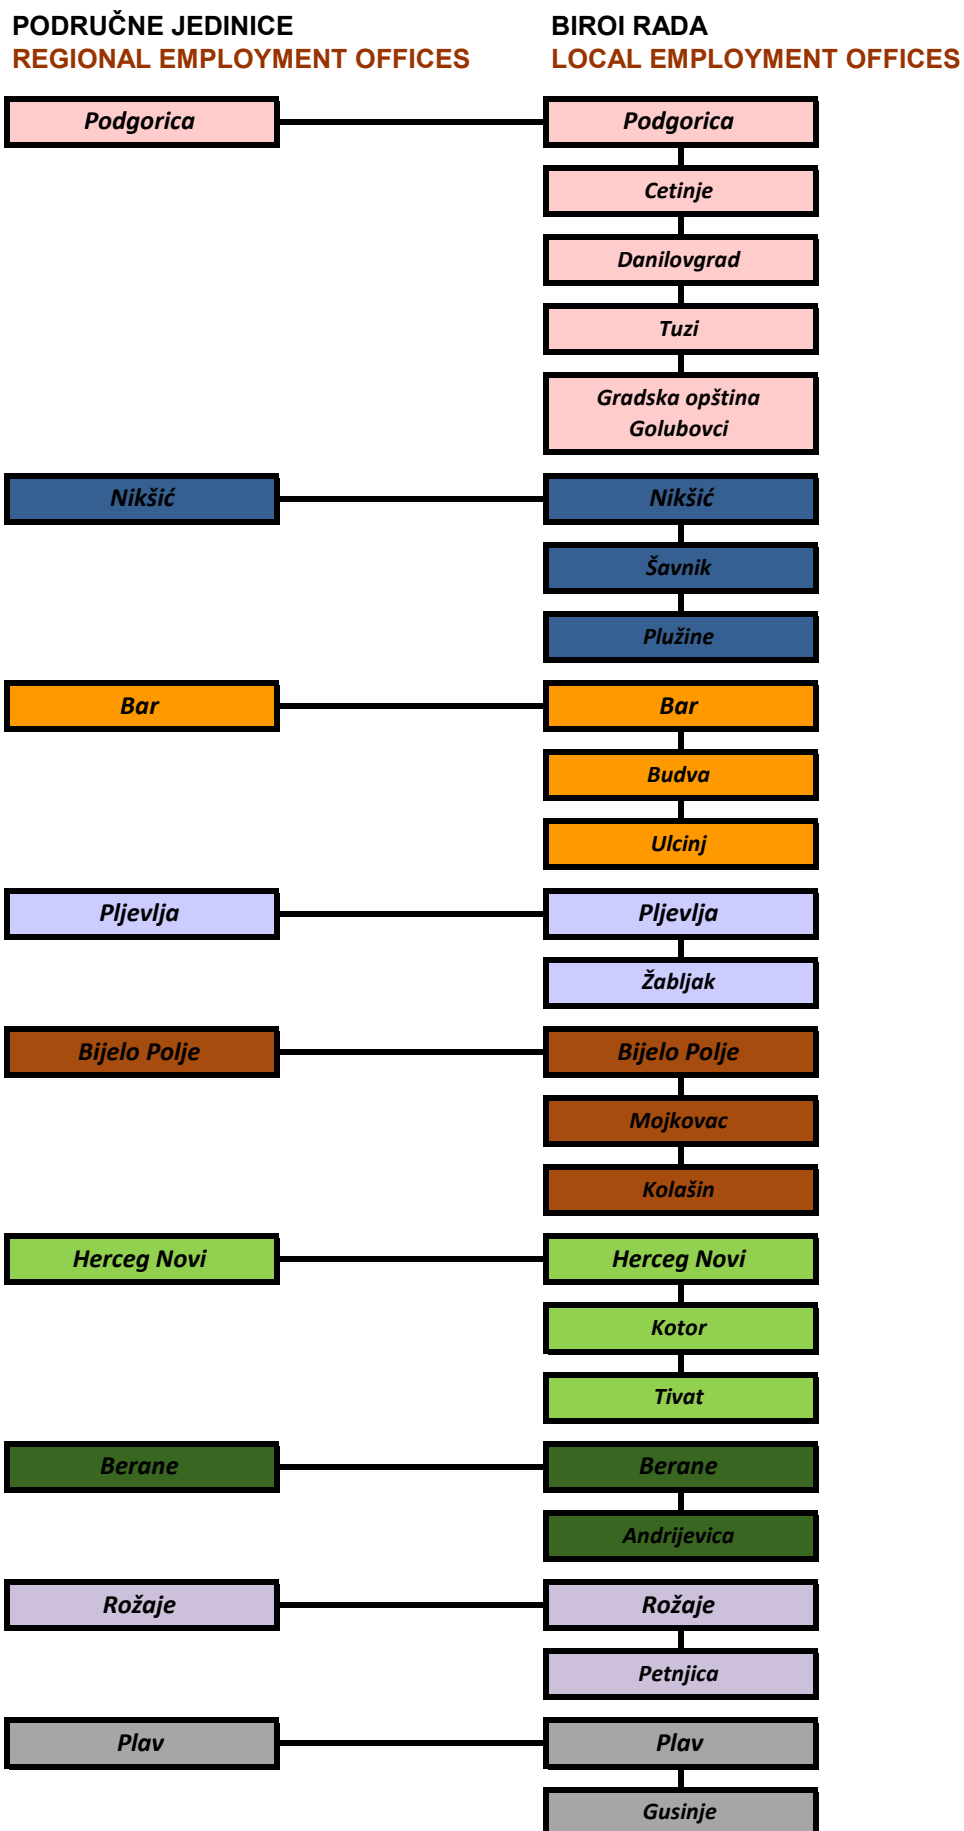 PODRUČNE JEDINICE
REGIONAL EMPLOYMENT OFFICES
BIROI RADA
LOCAL EMPLOYMENT OFFICES
Podgorica
Podgorica
Cetinje
Danilovgrad
Tuzi
Gradska opština
Golubovci
Nikšić
Nikšić
Šavnik
Plužine
Bar
Bar
Budva
Ulcinj
Pljevlja
Pljevlja
Žabljak
Bijelo Polje
Bijelo Polje
Mojkovac
Kolašin
Herceg Novi
Herceg Novi
Kotor
Tivat
Berane
Berane
Andrijevica
Rožaje
Rožaje
Petnjica
Plav
Plav
Gusinje